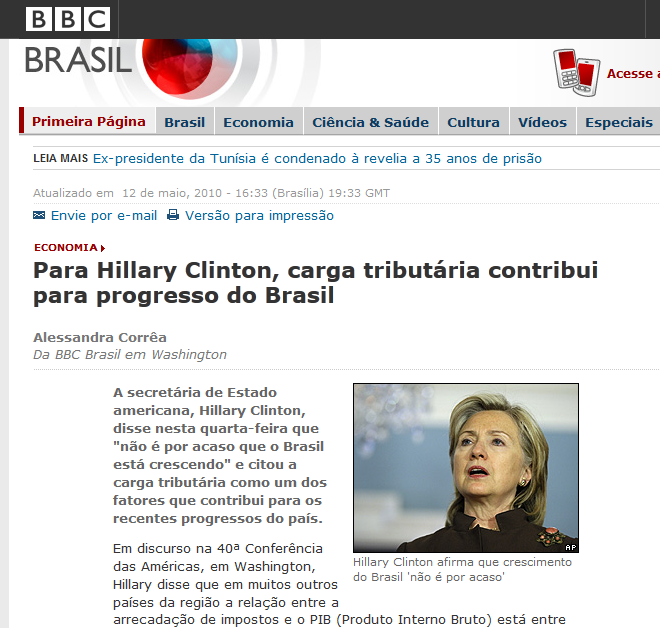 BBC
BRASIL
Acesse a
Primeira Página Brasil Economia Ciência & Saúde Cultura Vídeos Especiais
LEIA MAIS Ex-presidente da Tunísia é condenado à revelia a 35 anos de prisão
Atualizado em 12 de maio, 2010 - 16:33 (Brasília) 19:33 GMT
Envie por e-mail Versão para impressão
ECONOMIA
Para Hillary Clinton, carga tributária contribui
para progresso do Brasil
Alessandra Corrêa
Da BBC Brasil em Washington
A secretária de Estado
americana, Hillary Clinton,
disse nesta quarta-feira que
"não é por acaso que o Brasil
está crescendo" e citou a
carga tributária como um dos
fatores que contribui para os
recentes progressos do país.
AP
Hillary Clinton afirma que crescimento
do Brasil 'não é por acaso'
Em discurso na 40ª Conferência
das Américas, em Washington,
Hillary disse que em muitos outros
países da região a relação entre a
arrecadação de impostos e o PIB (Produto Interno Bruto) está entre